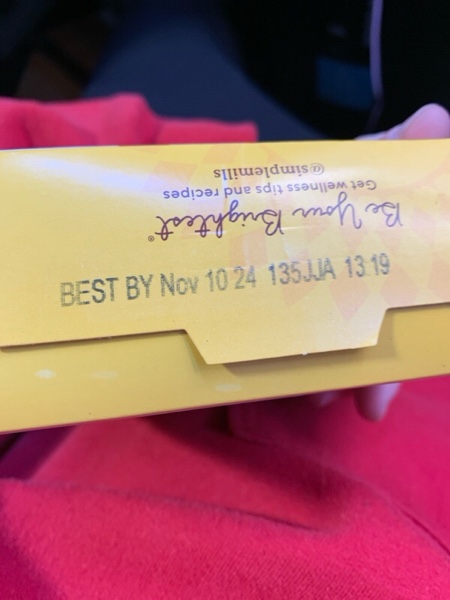 Be Your Brightest®
Get wellness tips and recipes
@simplemills
BEST BY Nov 10 24 135JJA 13:19